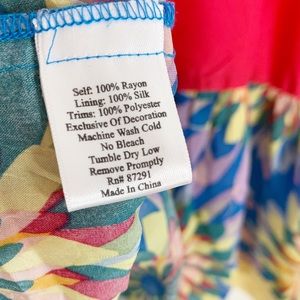 Self: 100% Rayon
Lining: 100% Silk
Trims: 100% Polyester
Exclusive Of Decoration
Machine Wash Cold
No Bleach
Tumble Dry Low
Remove Promptly
Rn# 87291
Made In China